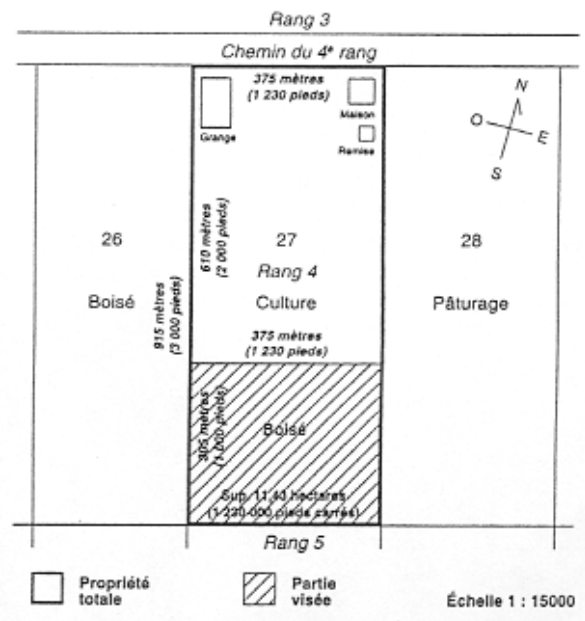 Rang 3
Chemin du 4e rang
375 mètres
(1 230 pieds)
Grange
Maison
Remise
N
O
E
S
610 mètres
(2 000 pieds)
26
27
28
Rang 4
Boisé
Culture
Pâturage
915 mètres
(3 000 pieds)
375 mètres
(1 230 pieds)
305 mètres
(1 000 pieds)
Boisé
Sup. 11,43 hectares
(1 230 000 pieds carrés)
Rang 5
Propriété
totale
Partie
visée
Échelle 1 : 15000